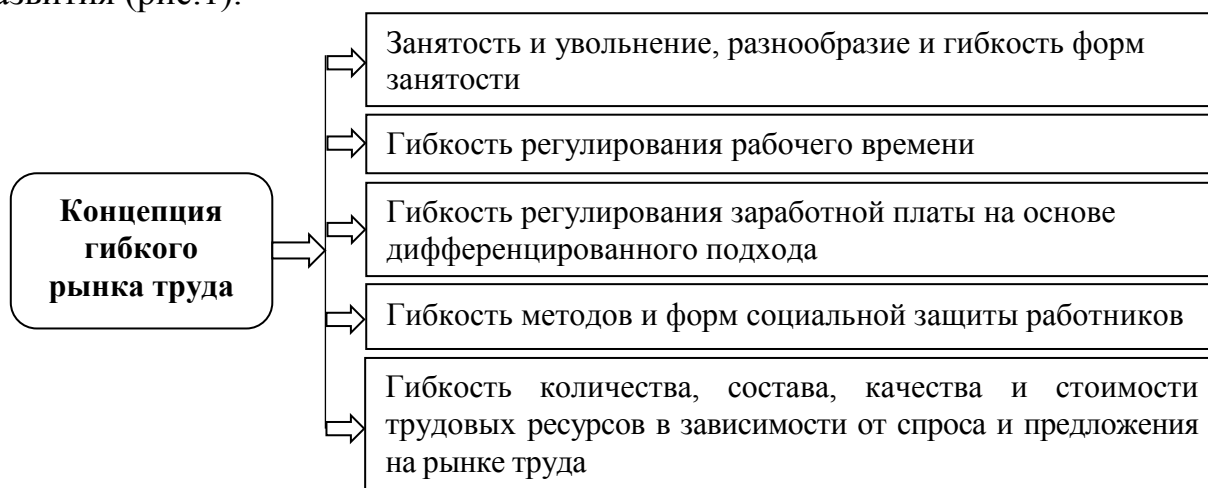 (рис.1).
Занятость и увольнение, разнообразие и гибкость форм
занятости
Гибкость регулирования рабочего времени
Концепция
гибкого
рынка труда
Гибкость регулирования заработной платы на основе
дифференцированного подхода
Гибкость методов и форм социальной защиты работников
Гибкость количества, состава, качества и стоимости
трудовых ресурсов в зависимости от спроса и предложения
на рынке труда